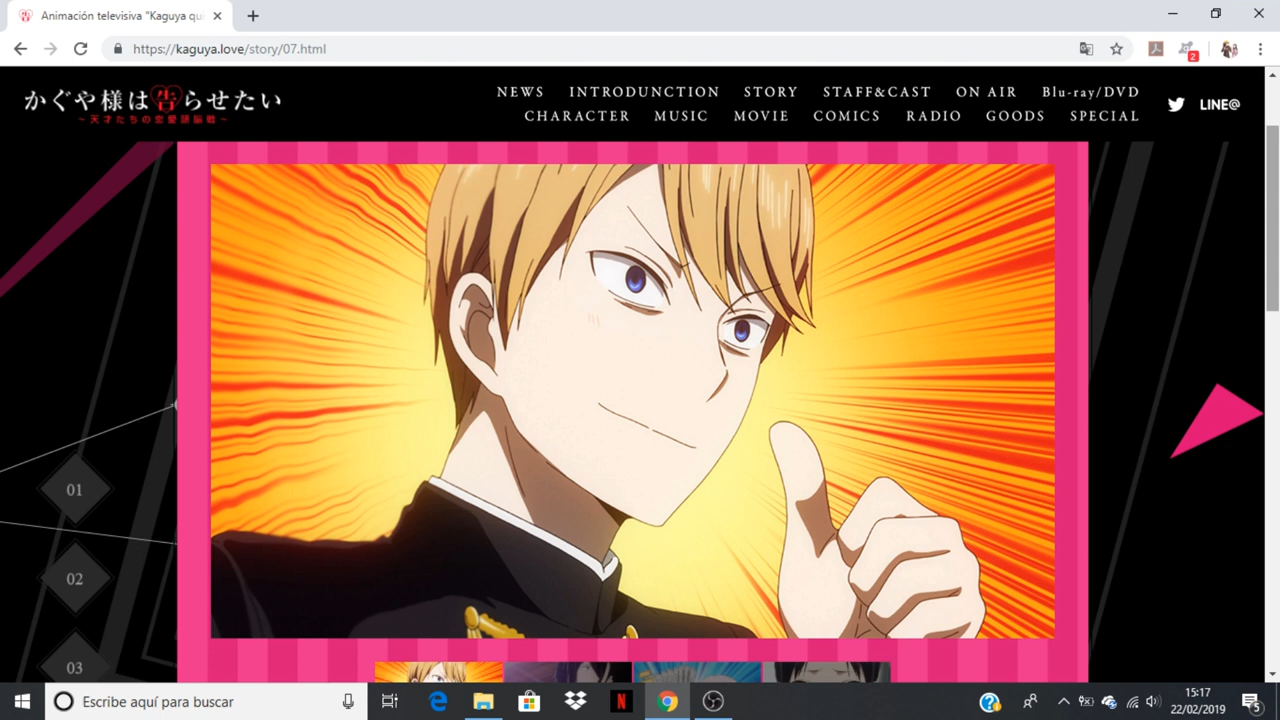 Animación televisiva "Kaguya qui
https://kaguya.love/story/07.html
2
かぐや様は告らせたい
～天才たちの恋愛頭脳戦～
NEWS INTRODUNCTION STORY STAFF&CAST ON AIR Blu-ray/DVD
CHARACTER MUSIC MOVIE COMICS RADIO GOODS SPECIAL
LINE@
01
02
03
Escribe aquí para buscar
15:17
22/02/2019
5